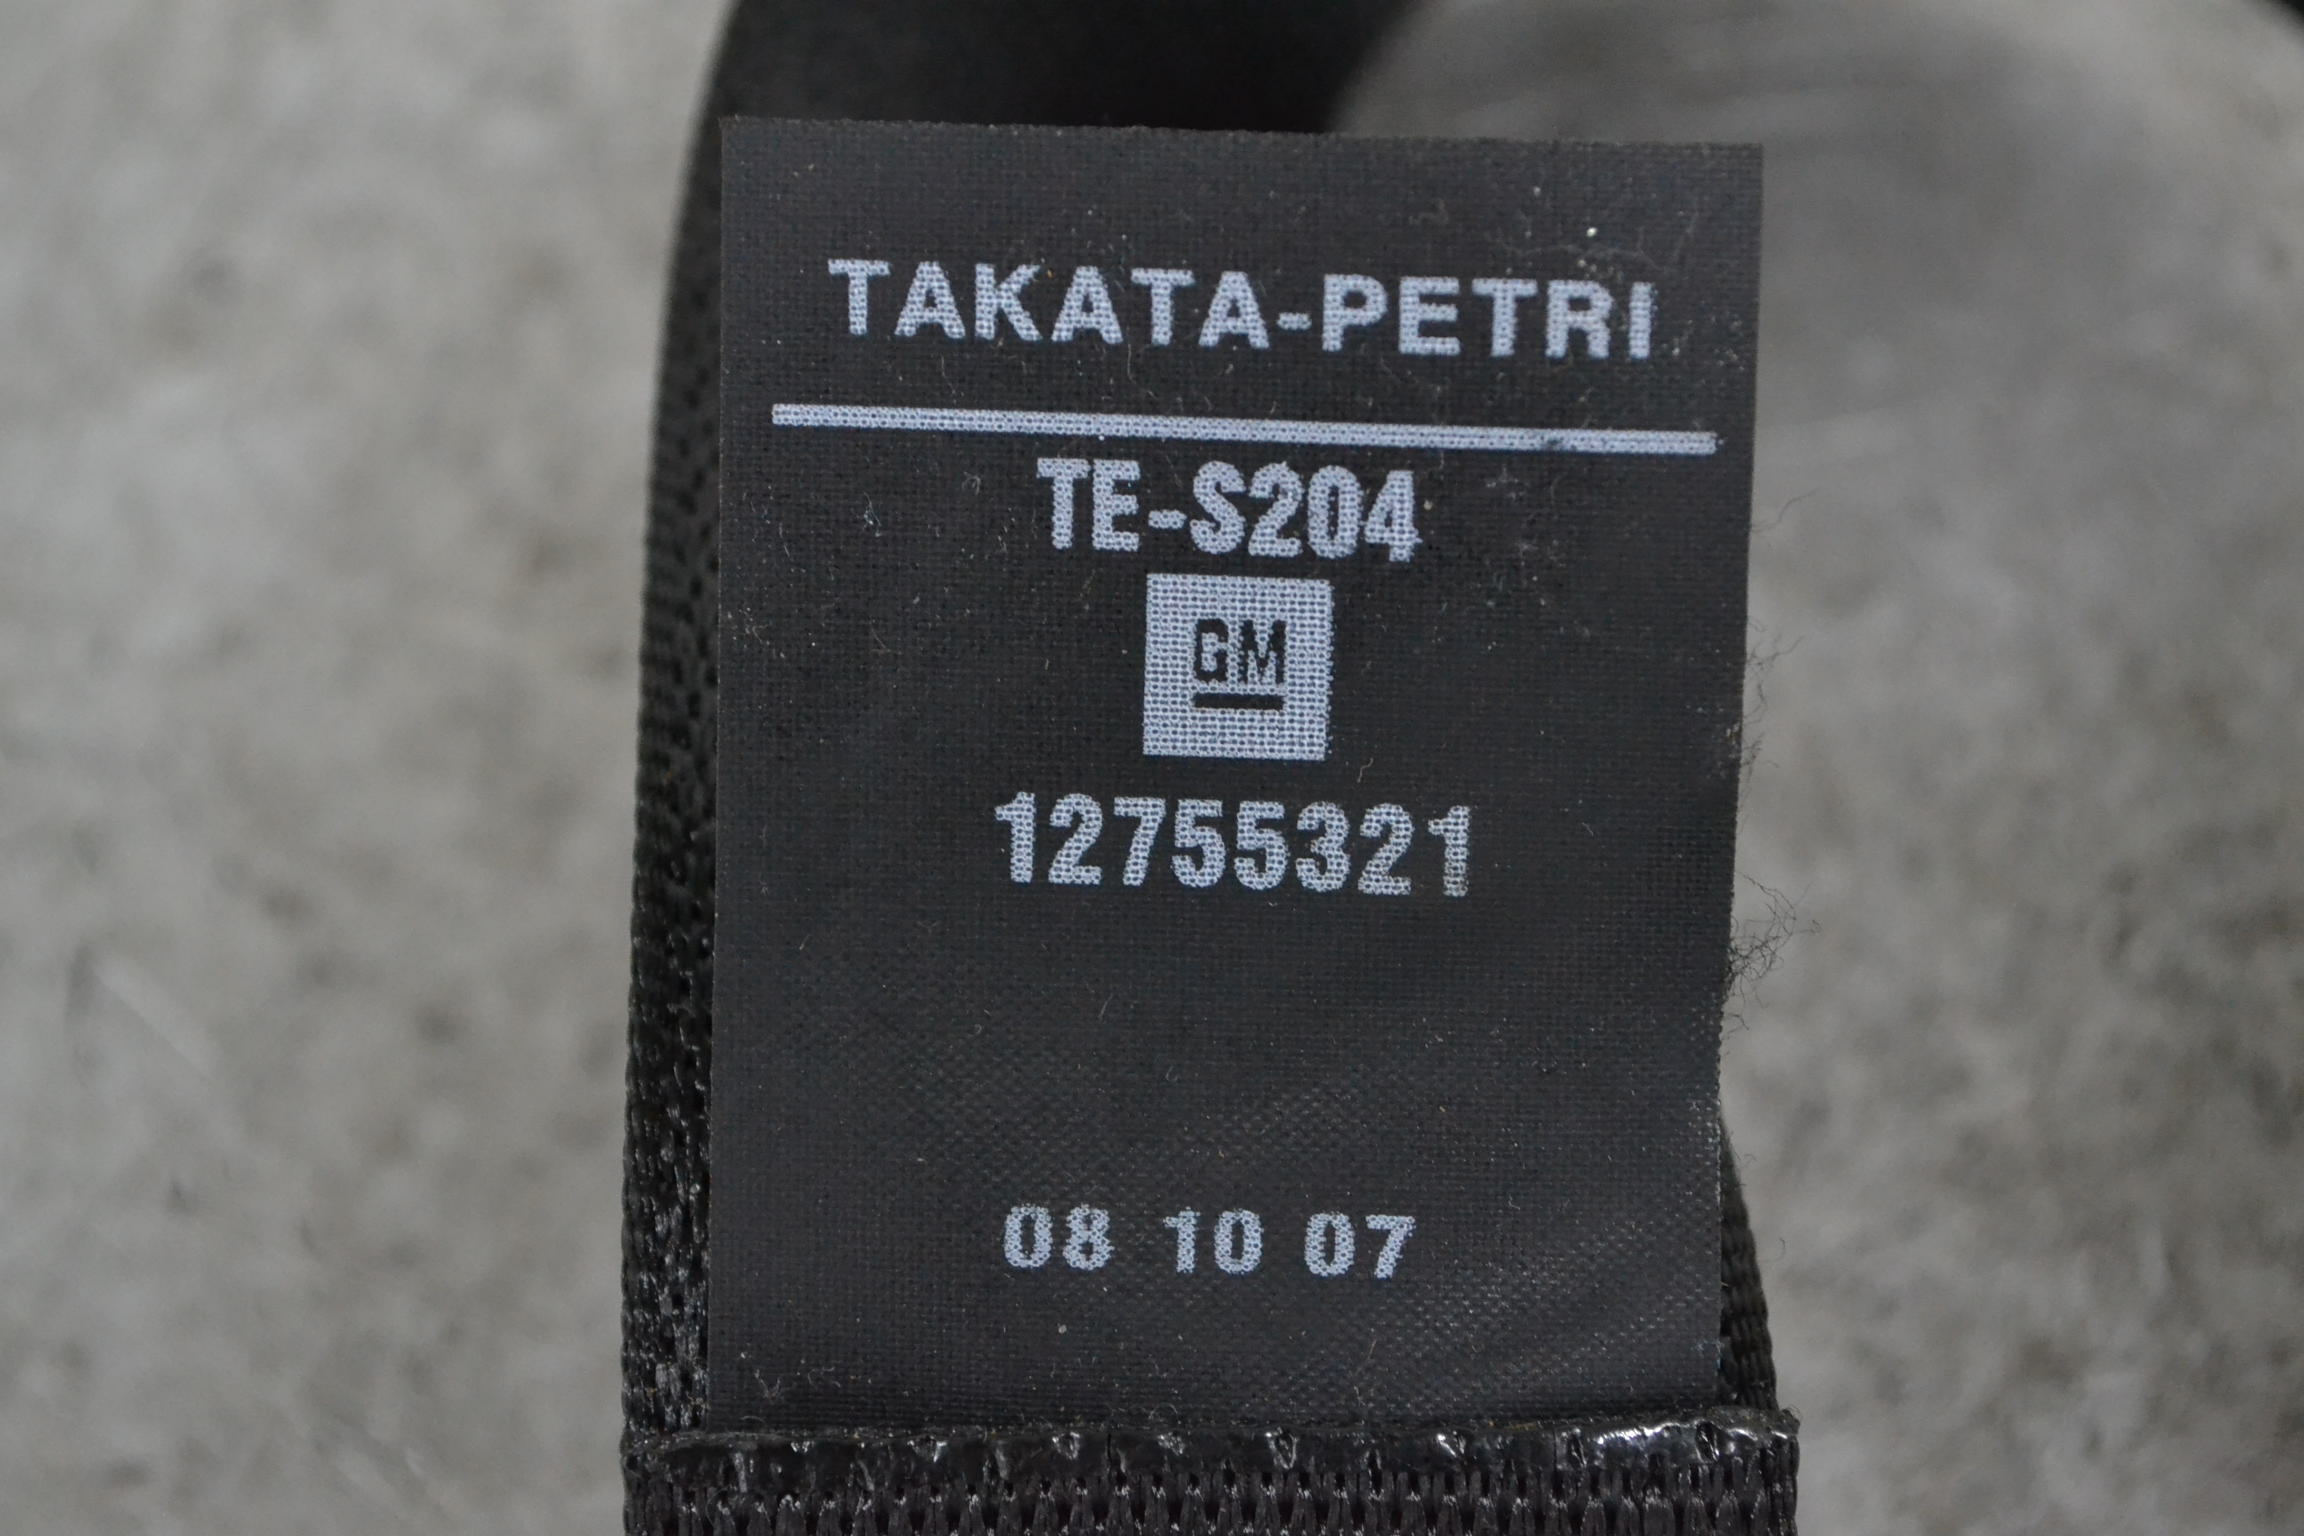 TAKATA-PETRI
TE-S204
GM
12755321
08 10 07